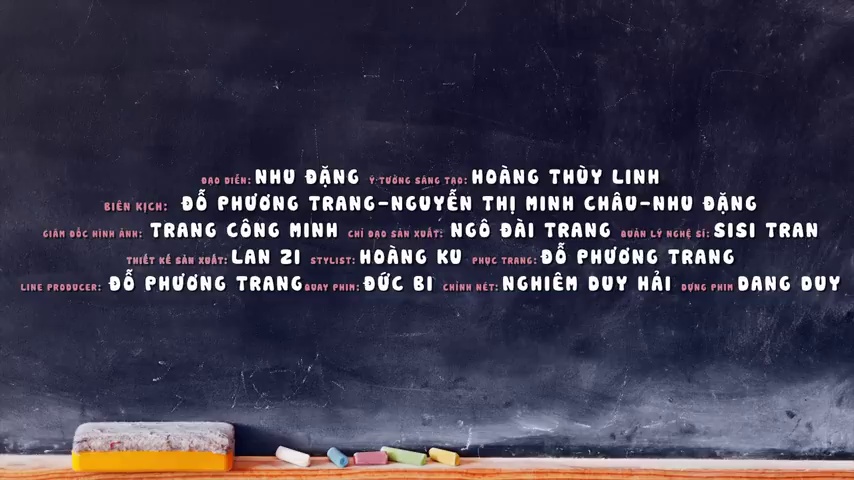 ĐẠO DIỄN: NHU ĐẶNG Ý TƯỞNG SÁNG TẠO: HOÀNG THÙY LINH
BIÊN KỊCH: ĐỖ PHƯƠNG TRANG-NGUYỄN THỊ MINH CHÂU-NHU ĐẶNG
GIÁM ĐỐC HÌNH ẢNH: TRANG CÔNG MINH CHỈ ĐẠO SẢN XUẤT: NGÔ ĐÀI TRANG QUẢN LÝ NGHỆ SĨ: SISI TRAN
THIẾT KẾ SẢN XUẤT: LAN ZI STYLIST: HOÀNG KU PHỤC TRANG: ĐỖ PHƯƠNG TRANG
LINE PRODUCER: ĐỖ PHƯƠNG TRANG QUAY PHIM: ĐỨC BI CHỈNH NÉT: NGHIÊM DUY HẢI DỰNG PHIM DANG DUY